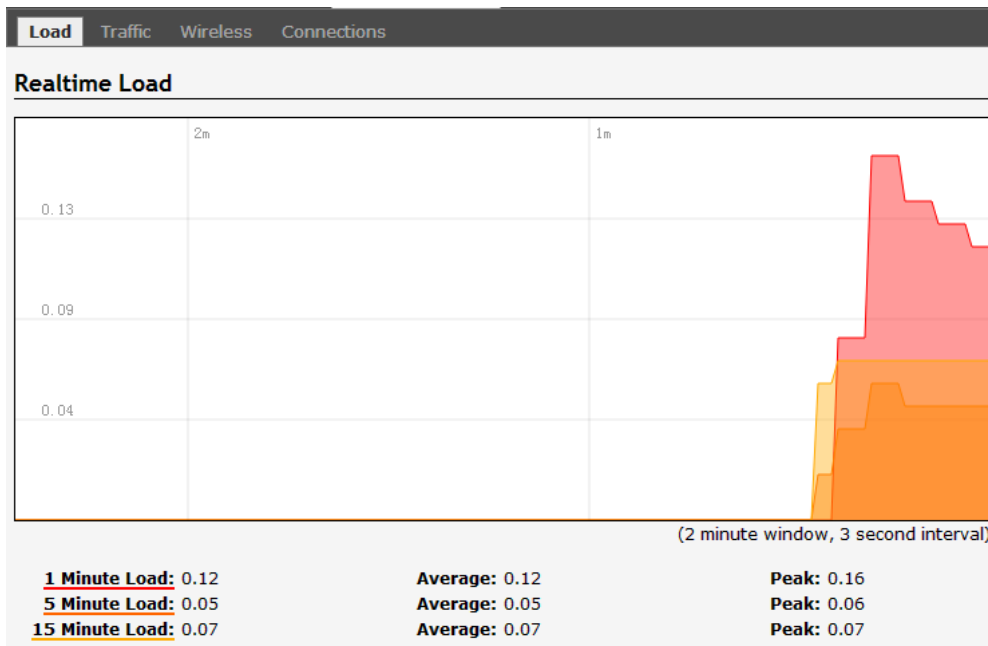 Load Traffic Wireless Connections
Realtime Load
2m 1m
0.13
0.09
0.04
(2 minute window, 3 second interval)
1 Minute Load: 0.12 Average: 0.12 Peak: 0.16
5 Minute Load: 0.05 Average: 0.05 Peak: 0.06
15 Minute Load: 0.07 Average: 0.07 Peak: 0.07